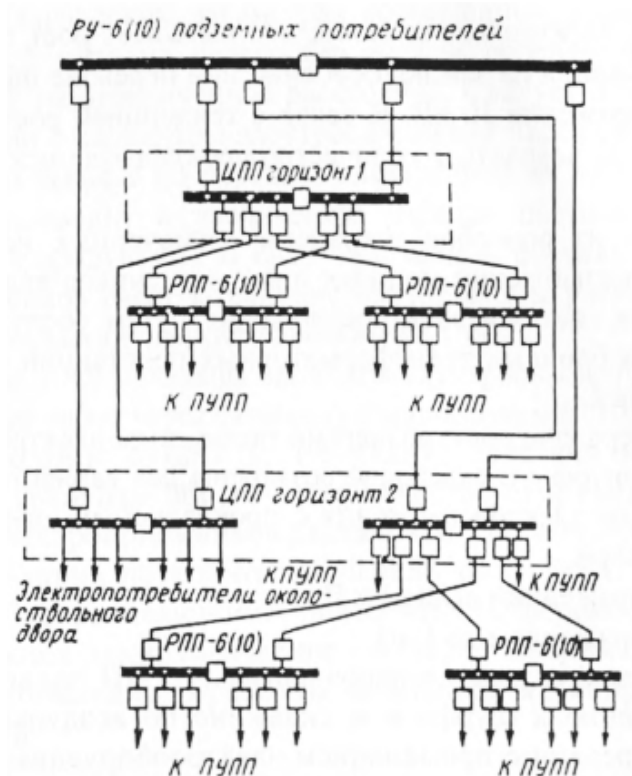 РУ-6(10) подземных потребителей
ЦПП горизонт 1
РПП-6(10)
РПП-6(10)
К ПУПП
К ПУПП
ЦПП горизонт 2
К ПУПП
К ПУПП
Электропотребители около-
ствольного
двора
РПП-6(10)
РПП-6(10)
К ПУПП
К ПУПП